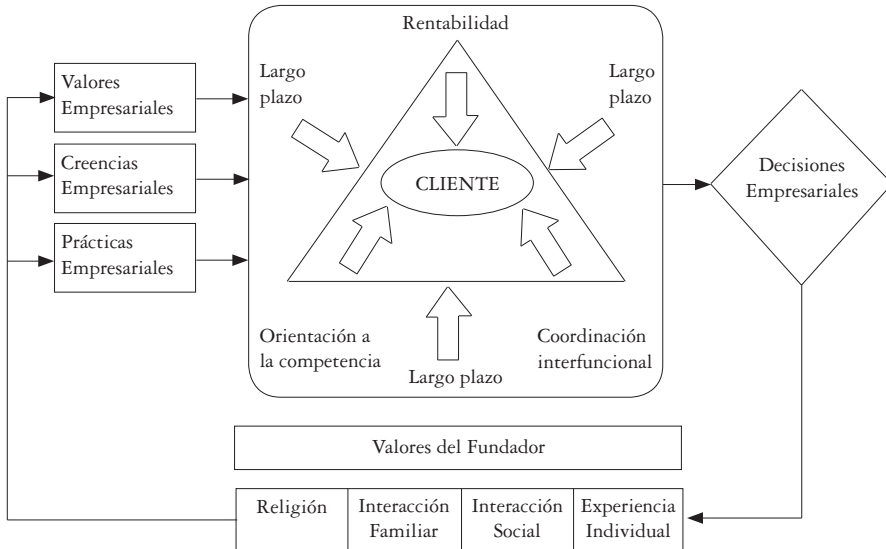 Rentabilidad
Valores
Empresariales
Largo
plazo
Largo
plazo
Creencias
Empresariales
CLIENTE
Decisiones
Empresariales
Prácticas
Empresariales
Orientación a
la competencia
Coordinación
interfuncional
Largo plazo
Valores del Fundador
Religión
Interacción
Familiar
Interacción
Social
Experiencia
Individual